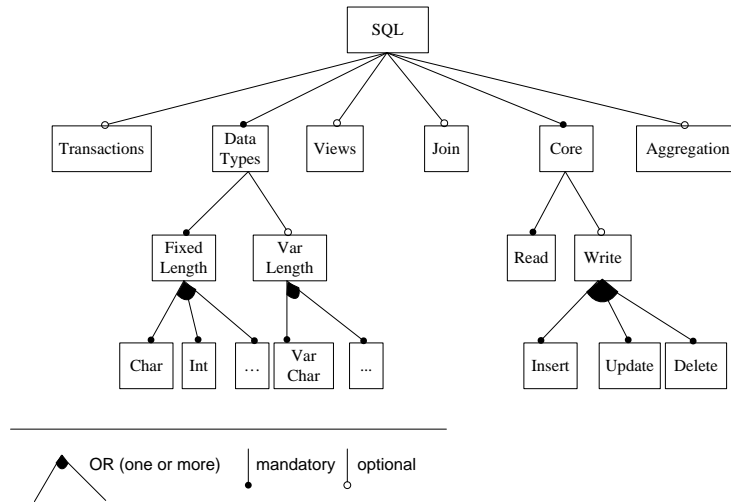 SQL
Transactions
Data
Types
Views
Join
Core
Aggregation
Fixed
Length
Var
Length
Read
Write
Char
Int
…
Var
Char
...
Insert
Update
Delete
OR (one or more)
mandatory
optional